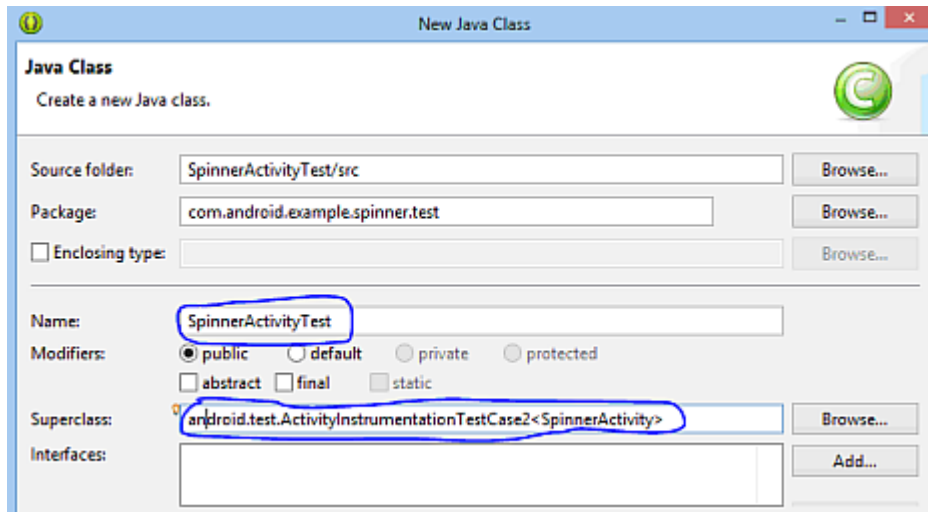 New Java Class
Java Class
Create a new Java class.
Source folder: SpinnerActivityTest/src Browse...
Package: com.android.example.spinner.test Browse...
Enclosing type: Browse...
Name: SpinnerActivityTest
Modifiers: public default private protected
abstract final static
Superclass: android.test.ActivityInstrumentationTestCase2<SpinnerActivity> Browse...
Interfaces: Add...